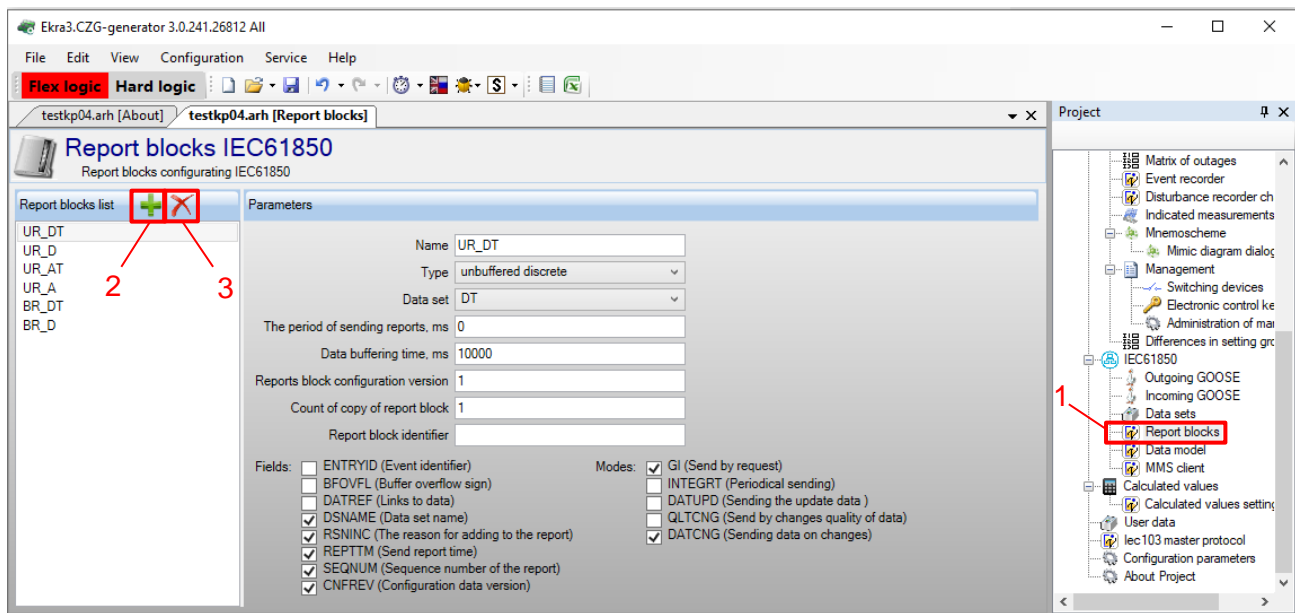 Ekra3.CZG-generator 3.0.241.26812 All
File Edit View Configuration Service Help
Flex logic Hard logic S
testkp04.arh [About] testkp04.arh [Report blocks]
Report blocks IEC61850
Report blocks configurating IEC61850
Report blocks list
UR_DT
UR_D
UR_AT
UR_A
BR_DT
BR_D
2
3
Parameters
Name UR_DT
Type unbuffered discrete
Data set DT
The period of sending reports, ms 0
Data buffering time, ms 10000
Reports block configuration version 1
Count of copy of report block 1
Report block identifier
Fields: ENTRYID (Event identifier)
BFOVFL (Buffer overflow sign)
DATREF (Links to data)
DSNAME (Data set name)
RSNINC (The reason for adding to the report)
REPTTM (Send report time)
SEQNUM (Sequence number of the report)
CNFREV (Configuration data version)
Modes: GI (Send by request)
INTEGRT (Periodical sending)
DATUPD (Sending the update data )
QLTCNG (Send by changes quality of data)
DATCNG (Sending data on changes)
Project
Matrix of outages
Event recorder
Disturbance recorder ch
Indicated measurements
Mnemoscheme
Mimic diagram dialog
Management
Switching devices
Electronic control ke
Administration of mar
Differences in setting gro
IEC61850
Outgoing GOOSE
Incoming GOOSE
Data sets
1
Report blocks
Data model
MMS client
Calculated values
Calculated values setting
User data
Iec103 master protocol
Configuration parameters
About Project